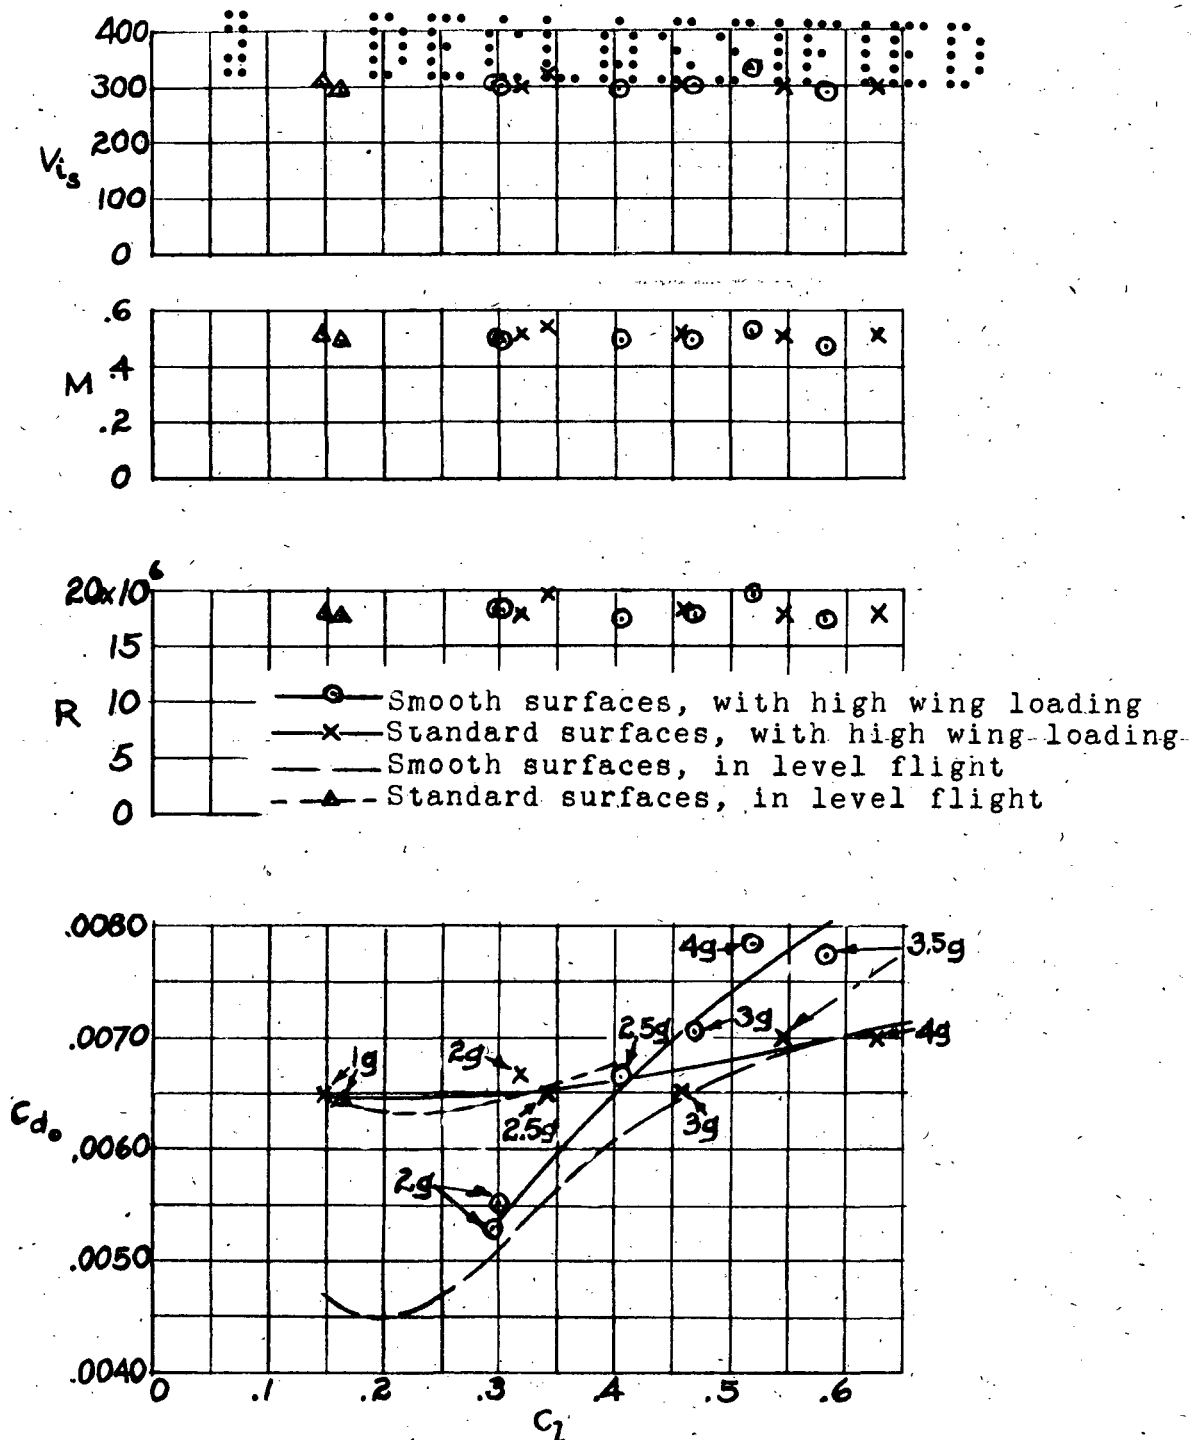 DECLASSIFIED
400
300
200
100
0
V_is
.6
.4
.2
0
M
20x10^6
15
10
5
0
R
Smooth surfaces, with high wing loading
Standard surfaces, with high wing loading
Smooth surfaces, in level flight
Standard surfaces, in level flight
.0080
.0070
.0060
.0050
.0040
C_do
4g
3.5g
2.5g
3g
4g
1g
2g
2.5g
3g
2g
0 .1 .2 .3 .4 .5 .6
C_l